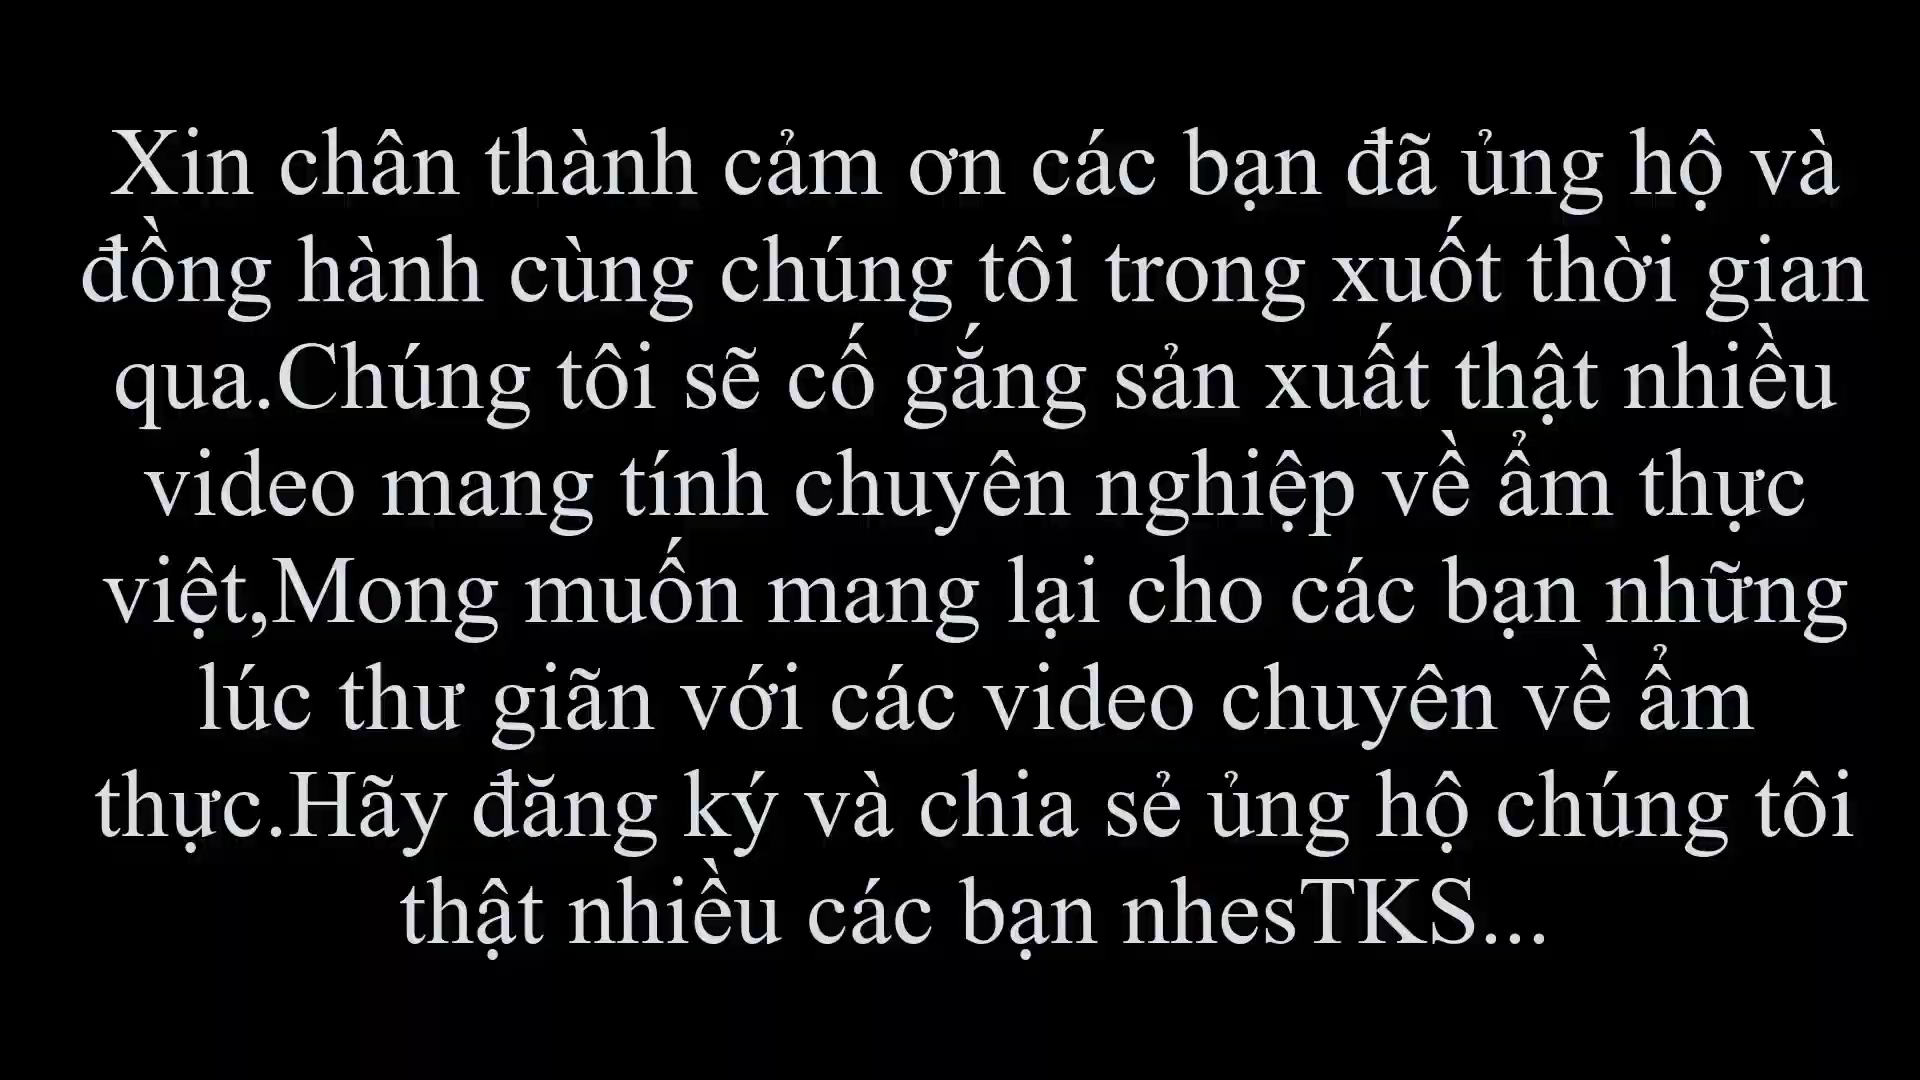 Xin chân thành cảm ơn các bạn đã ủng hộ và
đồng hành cùng chúng tôi trong xuốt thời gian
qua.Chúng tôi sẽ cố gắng sản xuất thật nhiều
video mang tính chuyên nghiệp về ẩm thực
việt,Mong muốn mang lại cho các bạn những
lúc thư giãn với các video chuyên về ẩm
thực.Hãy đăng ký và chia sẻ ủng hộ chúng tôi
thật nhiều các bạn nhesTKS...